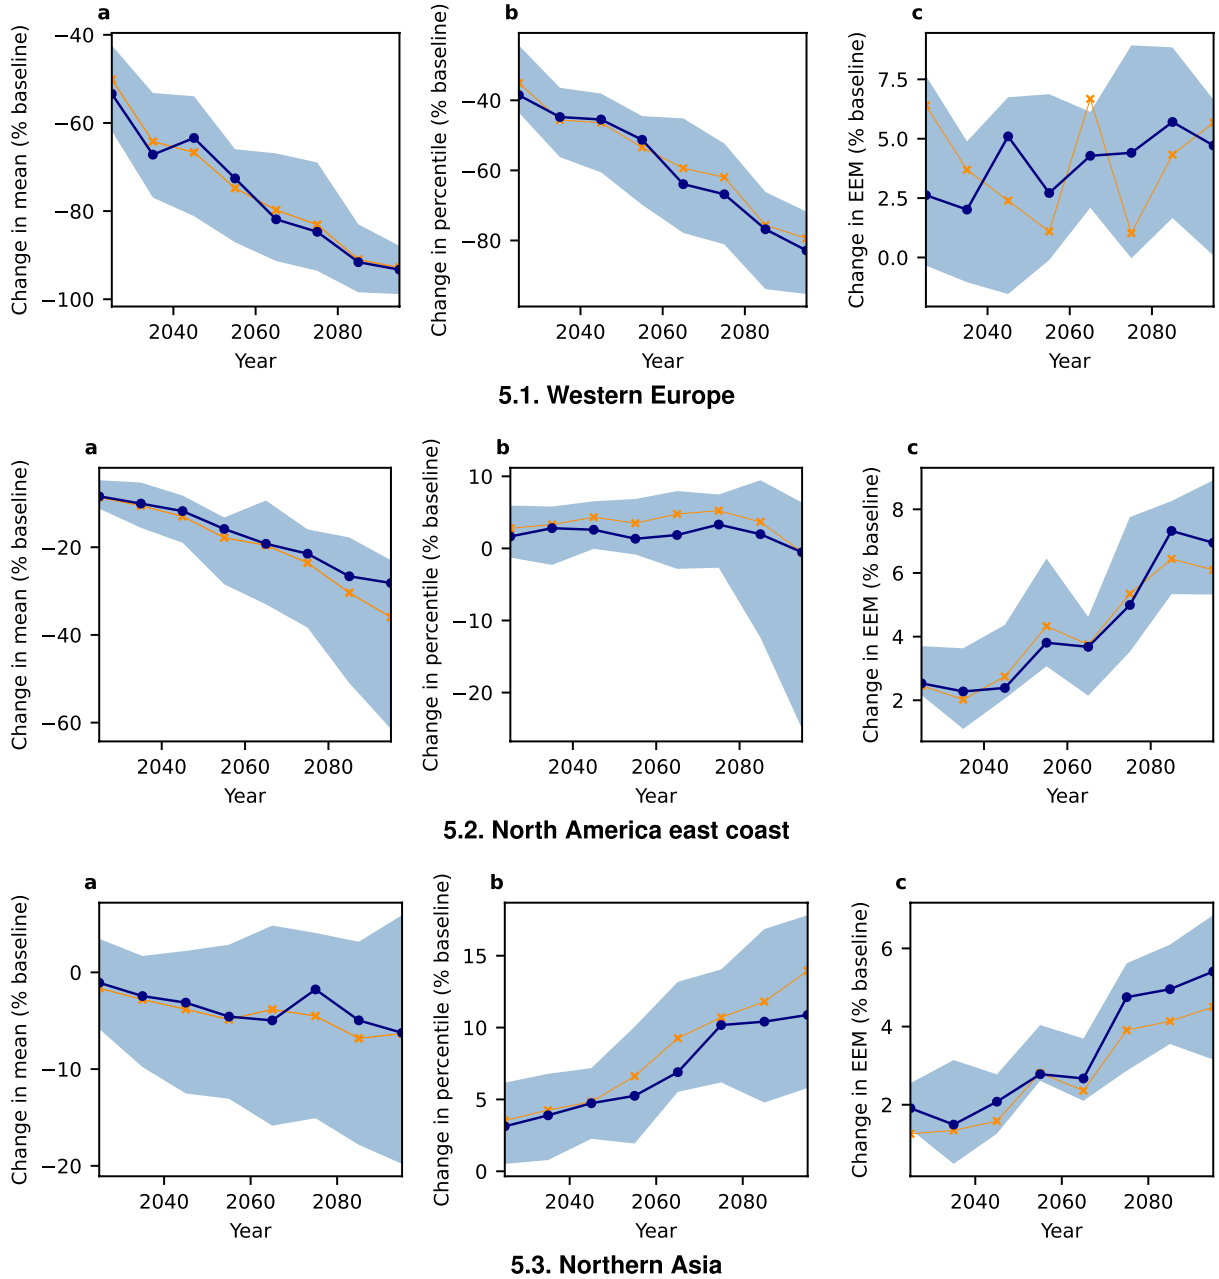 a
b
c
Change in mean (% baseline)
−40
−60
−80
−100
2040 2060 2080
Year
Change in percentile (% baseline)
−40
−60
−80
2040 2060 2080
Year
Change in EEM (% baseline)
7.5
5.0
2.5
0.0
2040 2060 2080
Year
5.1. Western Europe
a
b
c
Change in mean (% baseline)
−20
−40
−60
2040 2060 2080
Year
Change in percentile (% baseline)
10
0
−10
−20
2040 2060 2080
Year
Change in EEM (% baseline)
8
6
4
2
2040 2060 2080
Year
5.2. North America east coast
a
b
c
Change in mean (% baseline)
0
−10
−20
2040 2060 2080
Year
Change in percentile (% baseline)
15
10
5
0
2040 2060 2080
Year
Change in EEM (% baseline)
6
4
2
2040 2060 2080
Year
5.3. Northern Asia